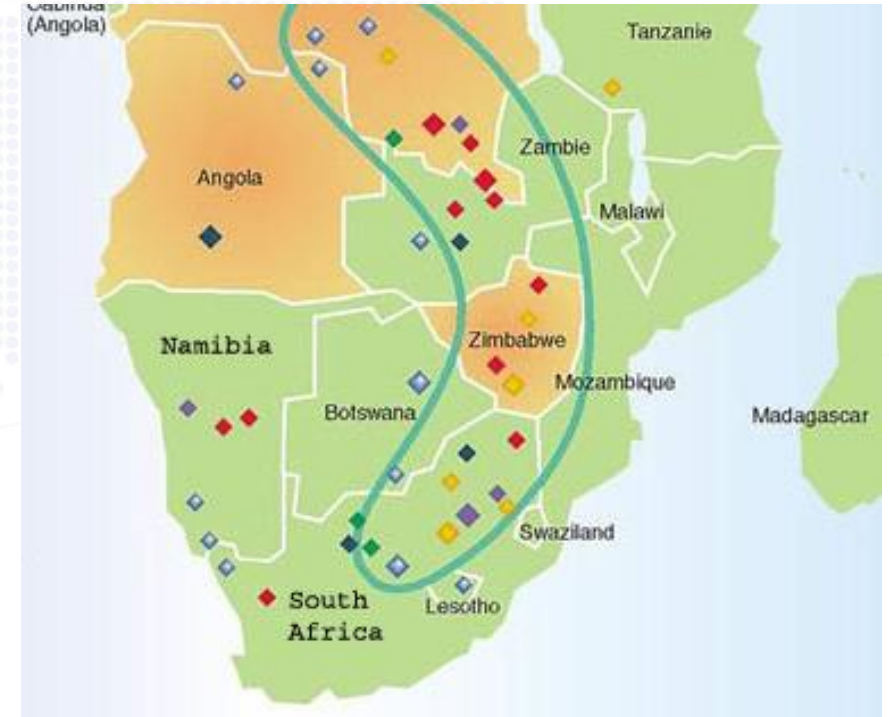 Cabinda
(Angola)
Tanzanie
Zambie
Angola
Malawi
Namibia
Zimbabwe
Mozambique
Botswana
Madagascar
Swaziland
South
Africa
Lesotho